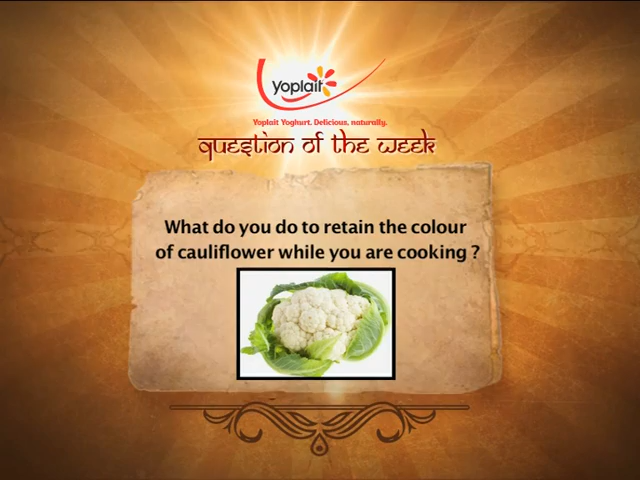 yoplait
Yoplait Yoghurt. Delicious, naturally.
QUESTION OF THE WEEK
What do you do to retain the colour
of cauliflower while you are cooking ?